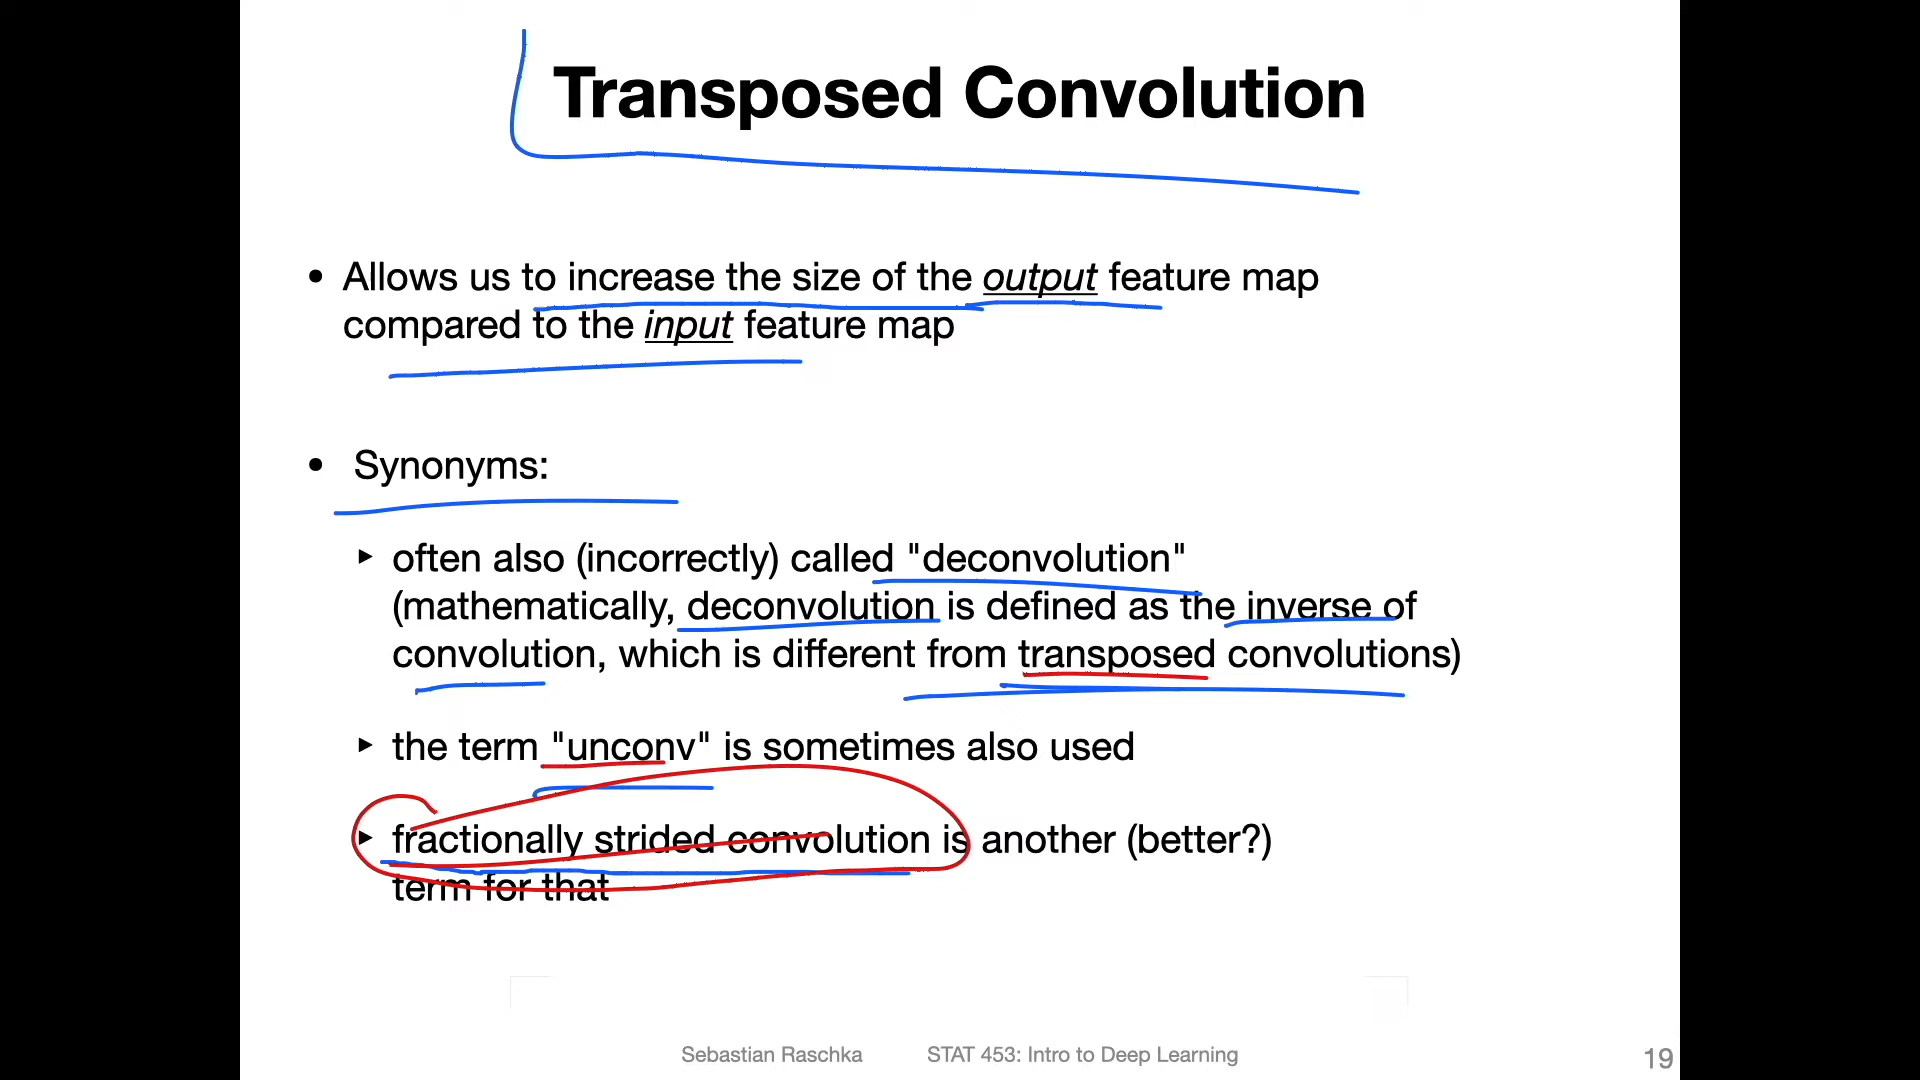 Transposed Convolution
• Allows us to increase the size of the output feature map
compared to the input feature map
• Synonyms:
‣ often also (incorrectly) called "deconvolution"
(mathematically, deconvolution is defined as the inverse of
convolution, which is different from transposed convolutions)
‣ the term "unconv" is sometimes also used
‣ fractionally strided convolution is another (better?)
term for that
Sebastian Raschka STAT 453: Intro to Deep Learning 19